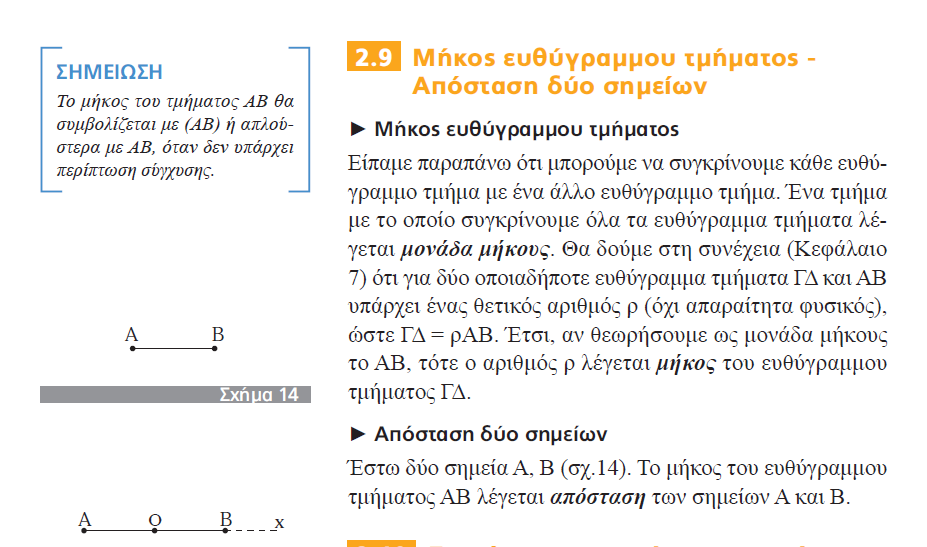 ΣΗΜΕΙΩΣΗ
Το μήκος του τμήματος ΑΒ θα
συμβολίζεται με (ΑΒ) ή απλού-
στερα με ΑΒ, όταν δεν υπάρχει
περίπτωση σύγχυσης.
Α Β
Σχήμα 14
Α Ο Β x
2.9 Μήκος ευθύγραμμου τμήματος -
Απόσταση δύο σημείων
► Μήκος ευθύγραμμου τμήματος
Είπαμε παραπάνω ότι μπορούμε να συγκρίνουμε κάθε ευθύ-
γραμμο τμήμα με ένα άλλο ευθύγραμμο τμήμα. Ένα τμήμα
με το οποίο συγκρίνουμε όλα τα ευθύγραμμα τμήματα λέ-
γεται μονάδα μήκους. Θα δούμε στη συνέχεια (Κεφάλαιο
7) ότι για δύο οποιαδήποτε ευθύγραμμα τμήματα ΓΔ και ΑΒ
υπάρχει ένας θετικός αριθμός ρ (όχι απαραίτητα φυσικός),
ώστε ΓΔ = ρΑΒ. Έτσι, αν θεωρήσουμε ως μονάδα μήκους
το ΑΒ, τότε ο αριθμός ρ λέγεται μήκος του ευθύγραμμου
τμήματος ΓΔ.
► Απόσταση δύο σημείων
Έστω δύο σημεία Α, Β (σχ.14). Το μήκος του ευθύγραμμου
τμήματος ΑΒ λέγεται απόσταση των σημείων Α και Β.